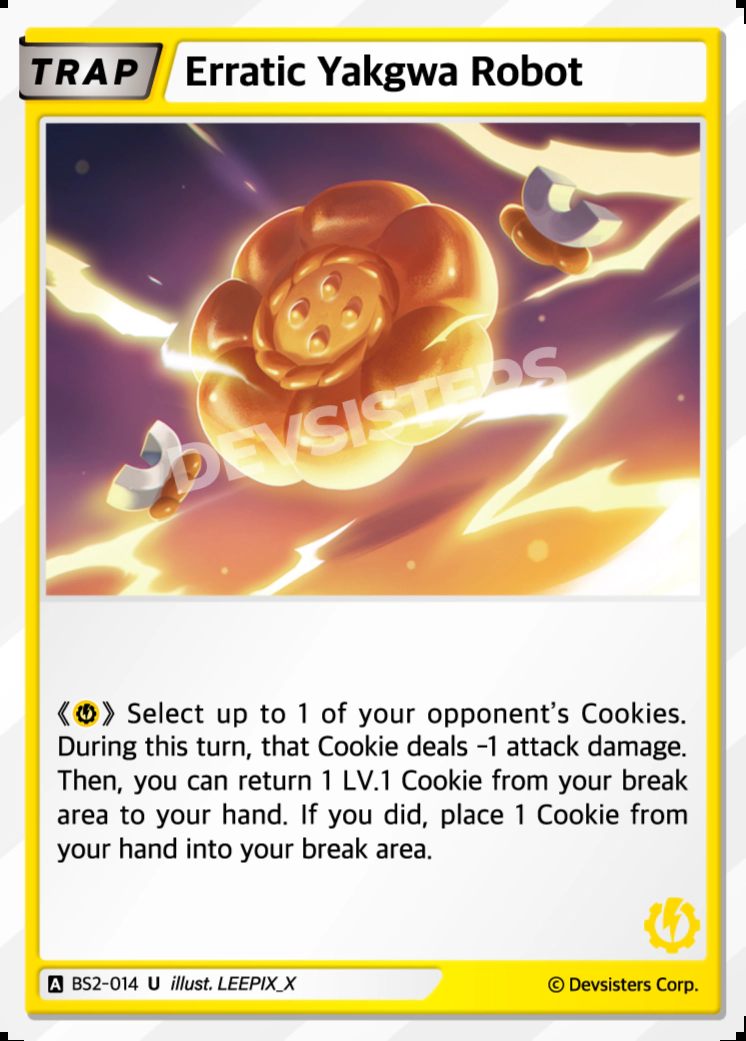 TRAP
Erratic Yakgwa Robot
DEVSISTERS
《 》 Select up to 1 of your opponent's Cookies.
During this turn, that Cookie deals -1 attack damage.
Then, you can return 1 LV.1 Cookie from your break
area to your hand. If you did, place 1 Cookie from
your hand into your break area.
A BS2-014 U illust. LEEPIX_X
© Devsisters Corp.